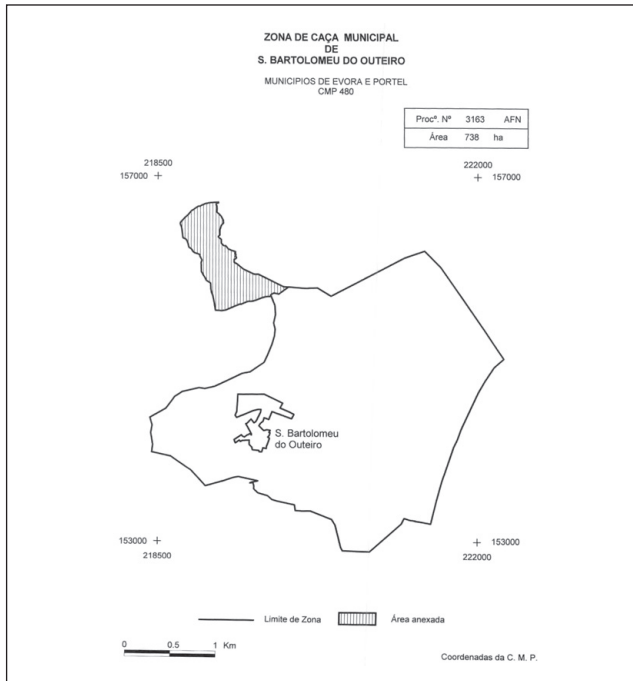 ZONA DE CAÇA MUNICIPAL
DE
S. BARTOLOMEU DO OUTEIRO
MUNICIPIOS DE EVORA E PORTEL
CMP 480
Procº. Nº 3163 AFN
Área 738 ha
218500
157000
222000
157000
S. Bartolomeu
do Outeiro
153000
218500
153000
222000
Limite de Zona
Área anexada
0 0.5 1 Km
Coordenadas da C. M. P.